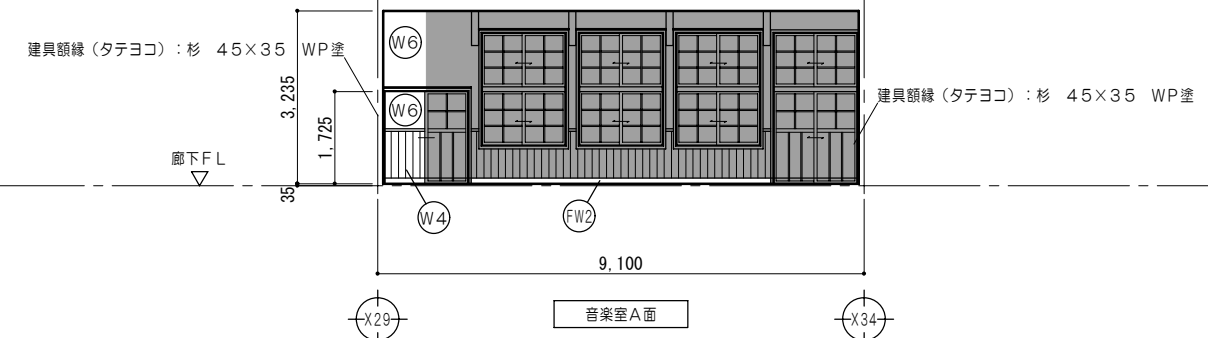 W6
建具額縁（タテヨコ）：杉　45×35　WP塗
3,235
建具額縁（タテヨコ）：杉　45×35　WP塗
W6
1,725
廊下FL
35
W4
FW2
9,100
X29
音楽室A面
X34